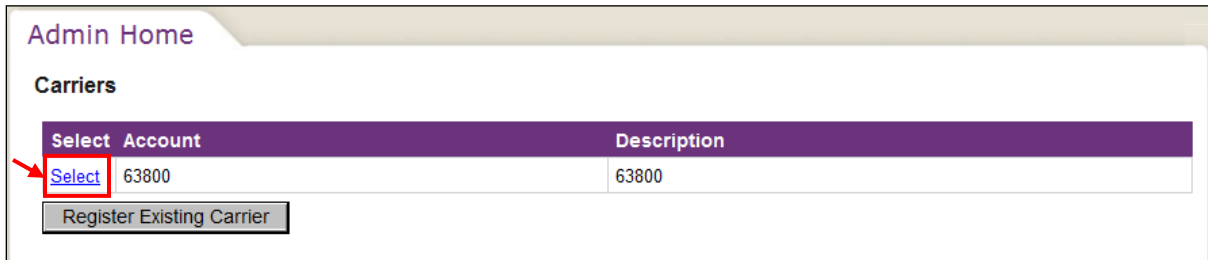 Admin Home
Carriers
Select Account Description
Select 63800 63800
Register Existing Carrier